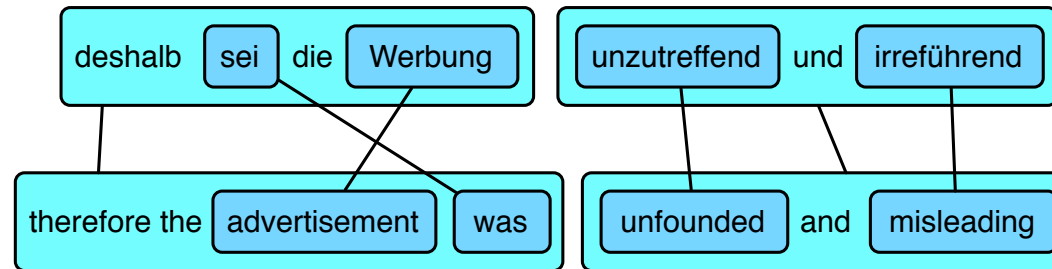 deshalb sei die Werbung unzutreffend und irreführend
therefore the advertisement was unfounded and misleading